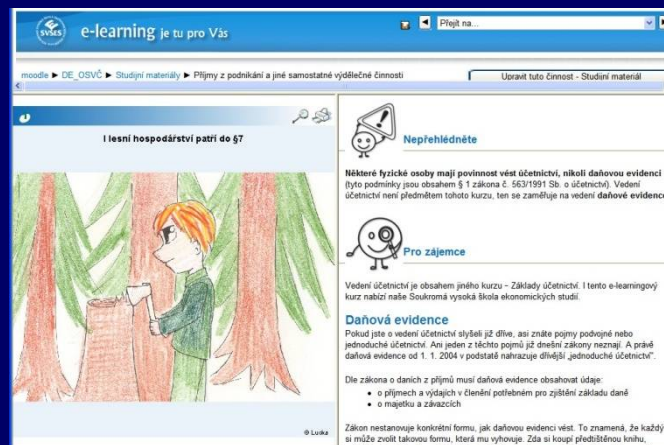 SVSES
e-learning je tu pro Vás
Přejít na...
moodle ► DE_OSVČ ► Studijní materiály ► Příjmy z podnikání a jiné samostatné výdělečné činnosti
Upravit tuto činnost - Studijní materiál
I lesní hospodářství patří do §7
© Lucka
Nepřehlédněte
Některé fyzické osoby mají povinnost vést účetnictví, nikoli daňovou evidenci
(tyto podmínky jsou obsahem § 1 zákona č. 563/1991 Sb. o účetnictví). Vedení
účetnictví není předmětem tohoto kurzu, ten se zaměřuje na vedení daňové evidence
Pro zájemce
Vedení účetnictví je obsahem jiného kurzu - Základy účetnictví. I tento e-learningový
kurz nabízí naše Soukromá vysoká škola ekonomických studií.
Daňová evidence
Pokud jste o vedení účetnictví slyšeli již dříve, asi znáte pojmy podvojné nebo
jednoduché účetnictví. Ani jeden z těchto pojmů již dnešní zákony neznají. A právě
daňová evidence od 1. 1. 2004 v podstatě nahrazuje dřívější „jednoduché účetnictví".
Dle zákona o daních z příjmů musí daňová evidence obsahovat údaje:
• o příjmech a výdajích v členění potřebném pro zjištění základu daně
• o majetku a závazcích
Zákon nestanovuje konkrétní formu, jak daňovou evidenci vést. To znamená, že každý
si může zvolit takovou formu, která mu vyhovuje. Zda si koupí předtištěnou knihu,